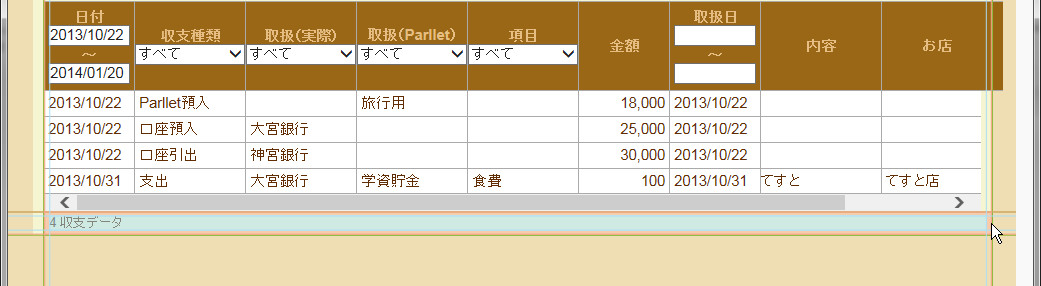 日付 収支種類 取扱(実際) 取扱(Parllet) 項目 金額 取扱日 内容 お店
2013/10/22 すべて すべて すべて すべて
～ ～
2014/01/20
2013/10/22 Parllet預入 旅行用 18,000 2013/10/22
2013/10/22 口座預入 大宮銀行 25,000 2013/10/22
2013/10/22 口座引出 神宮銀行 30,000 2013/10/22
2013/10/31 支出 大宮銀行 学資貯金 食費 100 2013/10/31 てすと てすと店
4 収支データ